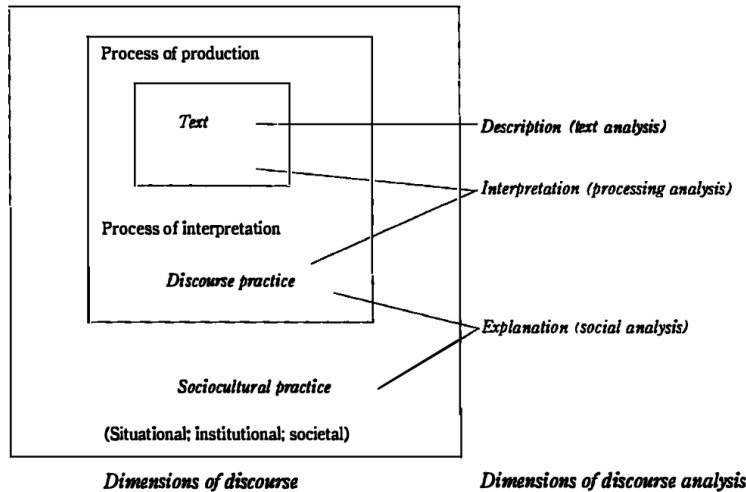 Process of production
Text
Description (text analysis)
Interpretation (processing analysis)
Process of interpretation
Discourse practice
Explanation (social analysis)
Sociocultural practice
(Situational; institutional; societal)
Dimensions of discourse
Dimensions of discourse analysis